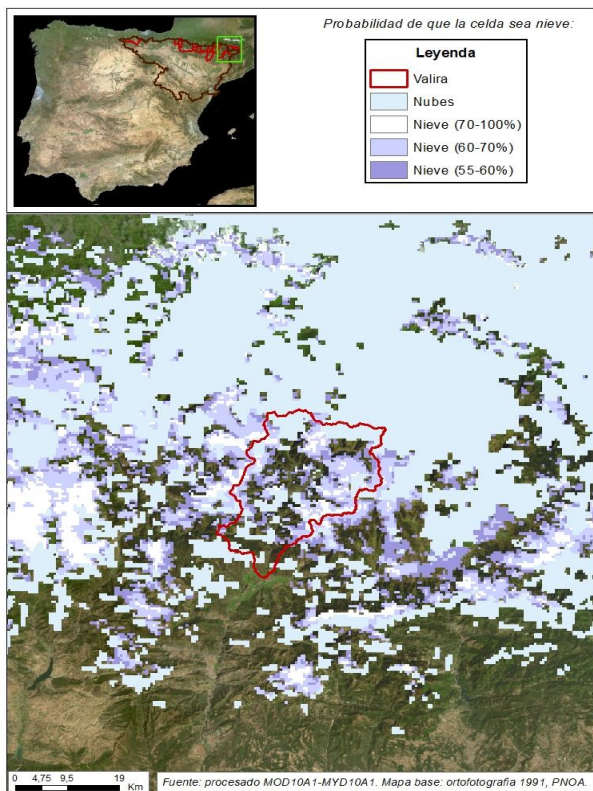 Probabilidad de que la celda sea nieve:
Leyenda
Valira
Nubes
Nieve (70-100%)
Nieve (60-70%)
Nieve (55-60%)
0 4,75 9,5 19
Km
Fuente: procesado MOD10A1-MYD10A1. Mapa base: ortofotografía 1991, PNOA.